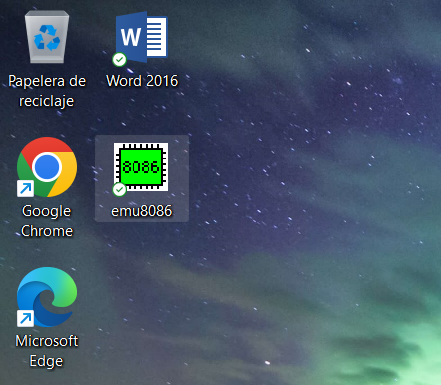 Papelera de
reciclaje
W
Word 2016
Google
Chrome
8086
emu8086
Microsoft
Edge